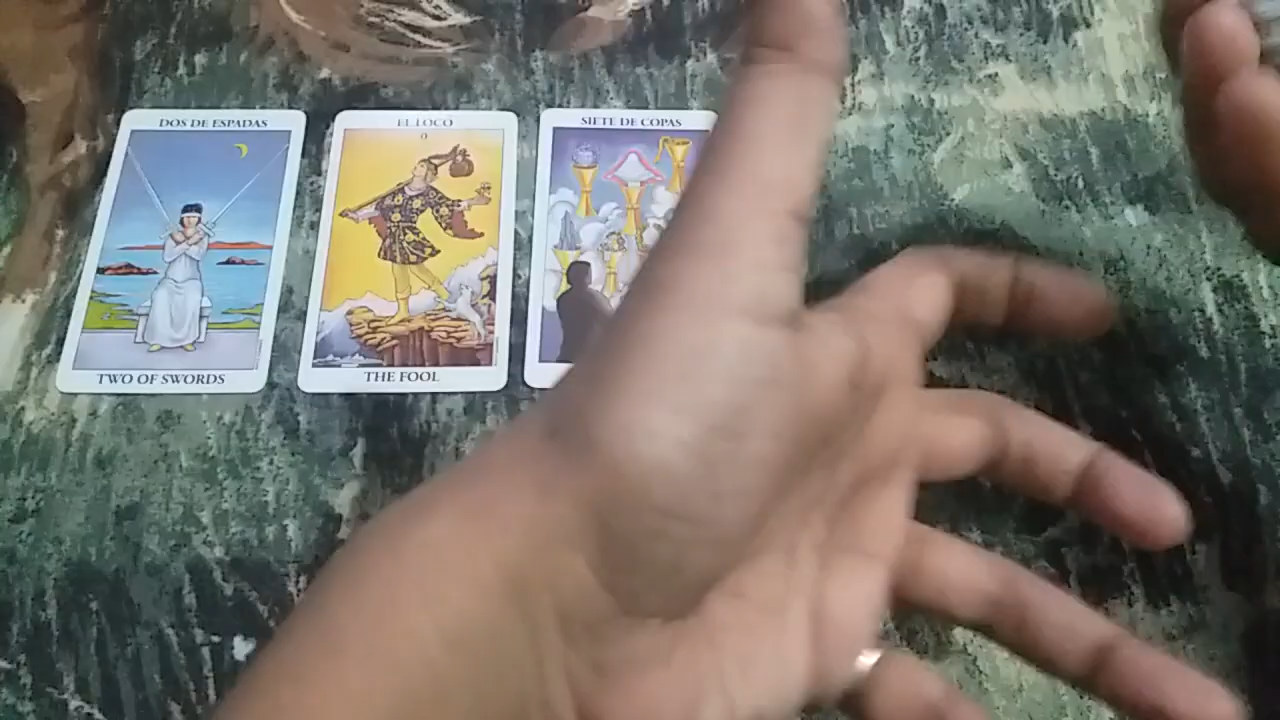 DOS DE ESPADAS
TWO OF SWORDS
EL LOCO
0
THE FOOL
SIETE DE COPAS